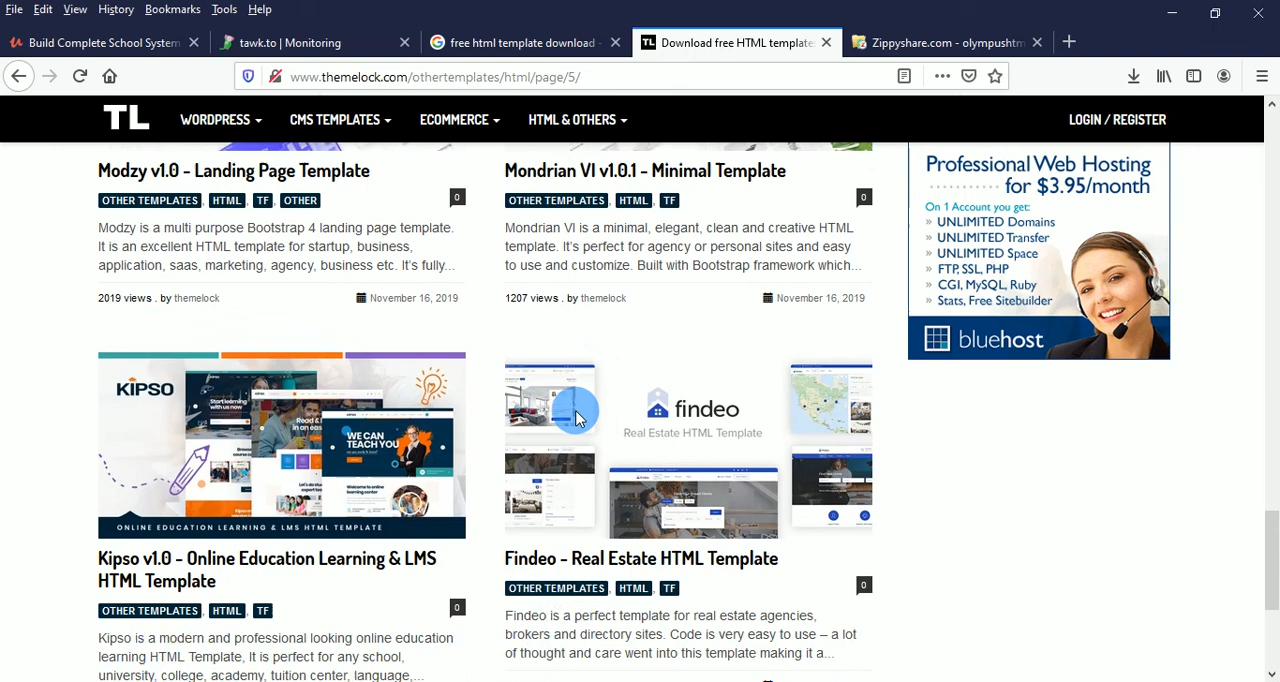 File Edit View History Bookmarks Tools Help
Build Complete School System
tawk.to | Monitoring
free html template download -
TL Download free HTML template
Zippyshare.com - olympushtm
www.themelock.com/othertemplates/html/page/5/
TL WORDPRESS CMS TEMPLATES ECOMMERCE HTML & OTHERS LOGIN / REGISTER
Modzy v1.0 - Landing Page Template
OTHER TEMPLATES, HTML, TF, OTHER
0
Modzy is a multi purpose Bootstrap 4 landing page template.
It is an excellent HTML template for startup, business,
application, saas, marketing, agency, business etc. It's fully...
2019 views . by themelock November 16, 2019
Mondrian VI v1.0.1 - Minimal Template
OTHER TEMPLATES, HTML, TF
0
Mondrian VI is a minimal, elegant, clean and creative HTML
template. It's perfect for agency or personal sites and easy
to use and customize. Built with Bootstrap framework which...
1207 views . by themelock November 16, 2019
Professional Web Hosting
for $3.95/month
On 1 Account you get:
» UNLIMITED Domains
» UNLIMITED Transfer
» UNLIMITED Space
» FTP, SSL, PHP
» CGI, MySQL, Ruby
» Stats, Free Sitebuilder
bluehost
KIPSO
Start learning
with us now
WE CAN
TEACH YOU
ONLINE EDUCATION LEARNING & LMS HTML TEMPLATE
Kipso v1.0 - Online Education Learning & LMS
HTML Template
OTHER TEMPLATES, HTML, TF
0
Kipso is a modern and professional looking online education
learning HTML Template, It is perfect for any school,
university, college, academy, tuition center, language,...
findeo
Real Estate HTML Template
Findeo - Real Estate HTML Template
OTHER TEMPLATES, HTML, TF
0
Findeo is a perfect template for real estate agencies,
brokers and directory sites. Code is very easy to use – a lot
of thought and care went into this template making it a...